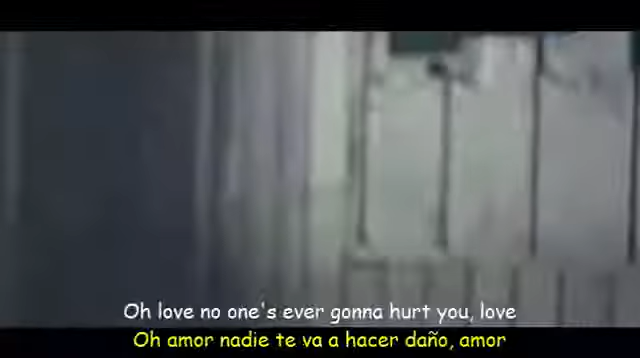 Oh love no one's ever gonna hurt you, love
Oh amor nadie te va a hacer daño, amor